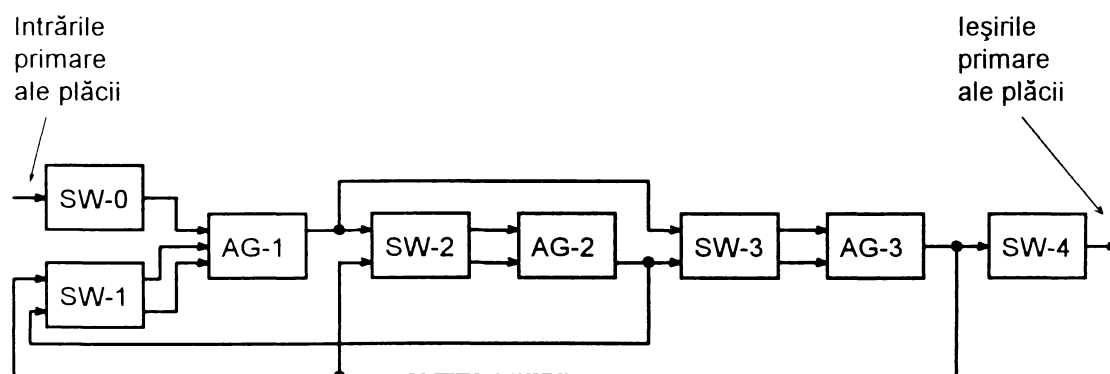 Intrările
primare
ale plăcii
Ieşirile
primare
ale plăcii
SW-0
AG-1
SW-1
SW-2
AG-2
SW-3
AG-3
SW-4